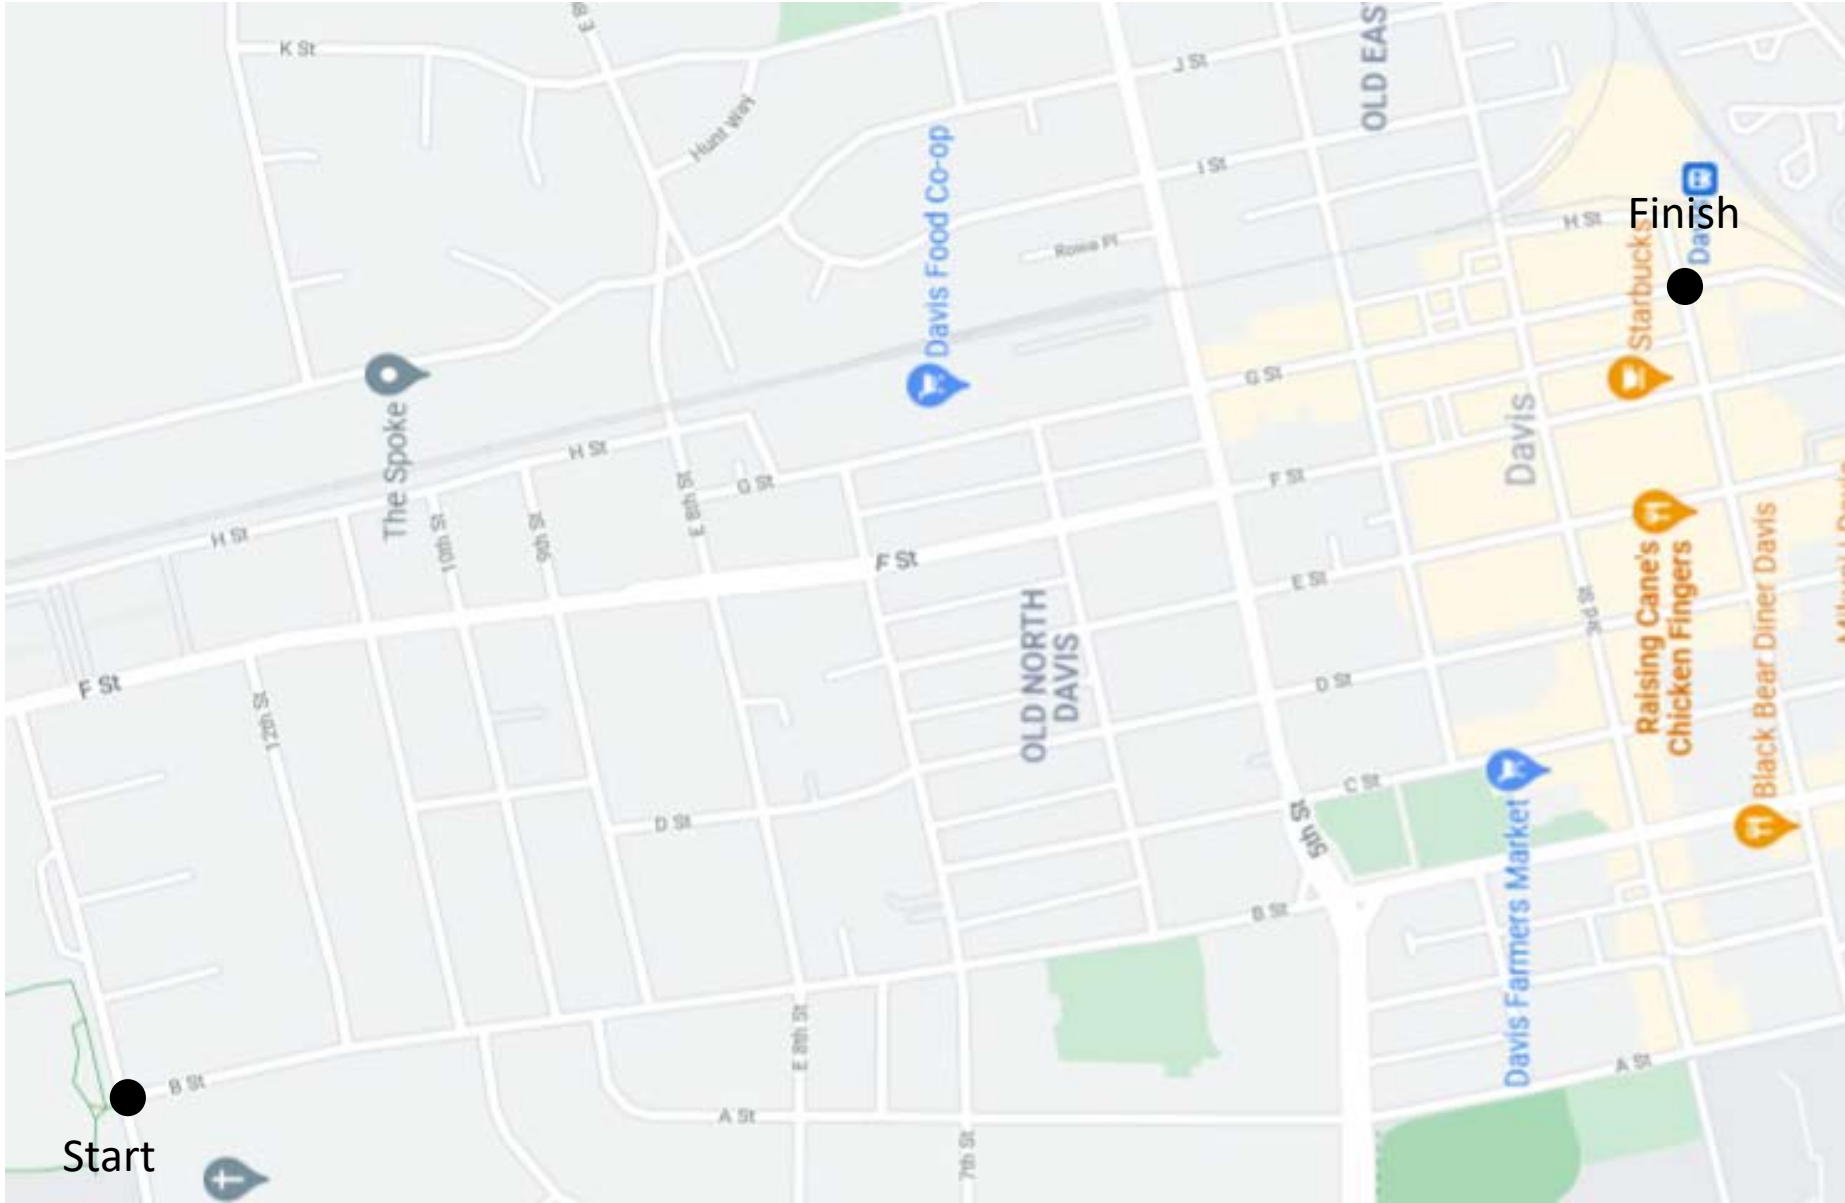 K St
E 8th
J St
OLD EAS
Hunt Way
Davis Food Co-op
I St
H St
Finish
Davis
Rowe Pl
Starbucks
G St
The Spoke
Davis
H St
G St
E 8th St
F St
H St
10th St
9th St
F St
E St
3rd St
Raising Cane's
Chicken Fingers
Black Bear Diner Davis
OLD NORTH
DAVIS
F St
12th St
D St
D St
C St
5th St
Davis Farmers Market
B St
E 8th St
A St
B St
A St
7th St
Start